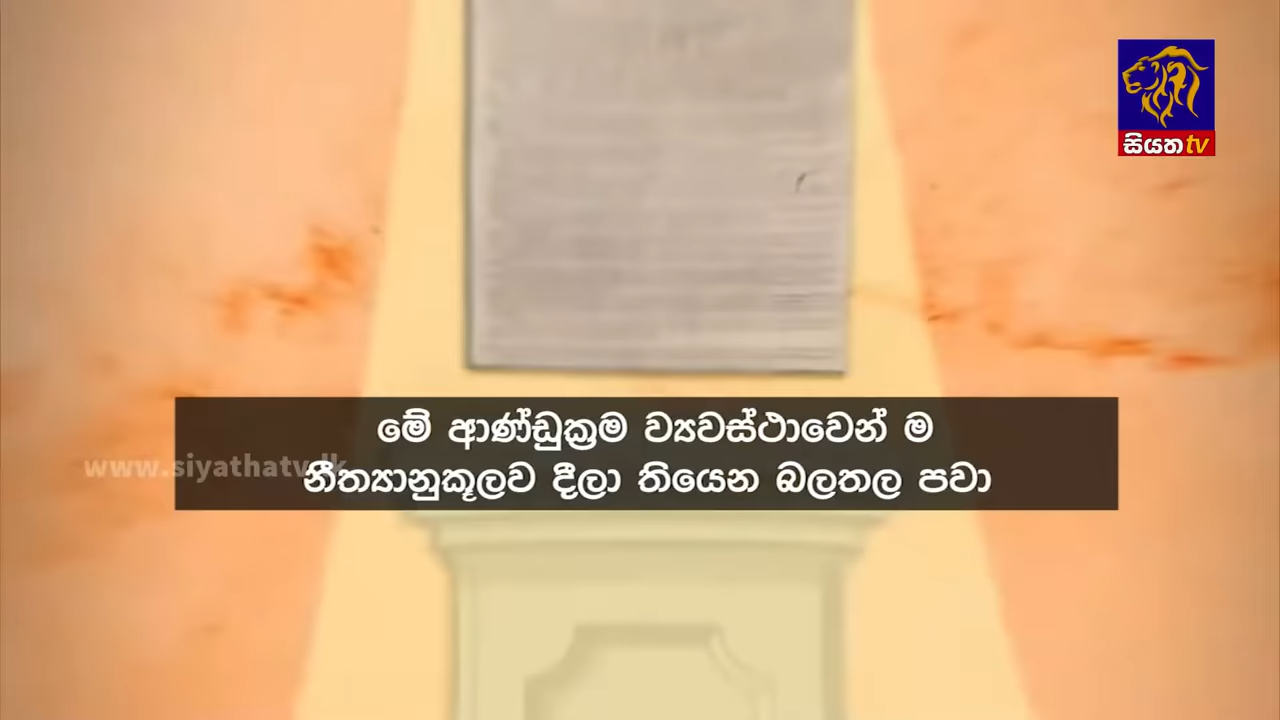 සියත tv
මේ ආණ්ඩුක්‍රම ව්‍යවස්ථාවෙන් ම
www.siyathatv.lk
නීත්‍යානුකූලව දීලා තියෙන බලතල පවා